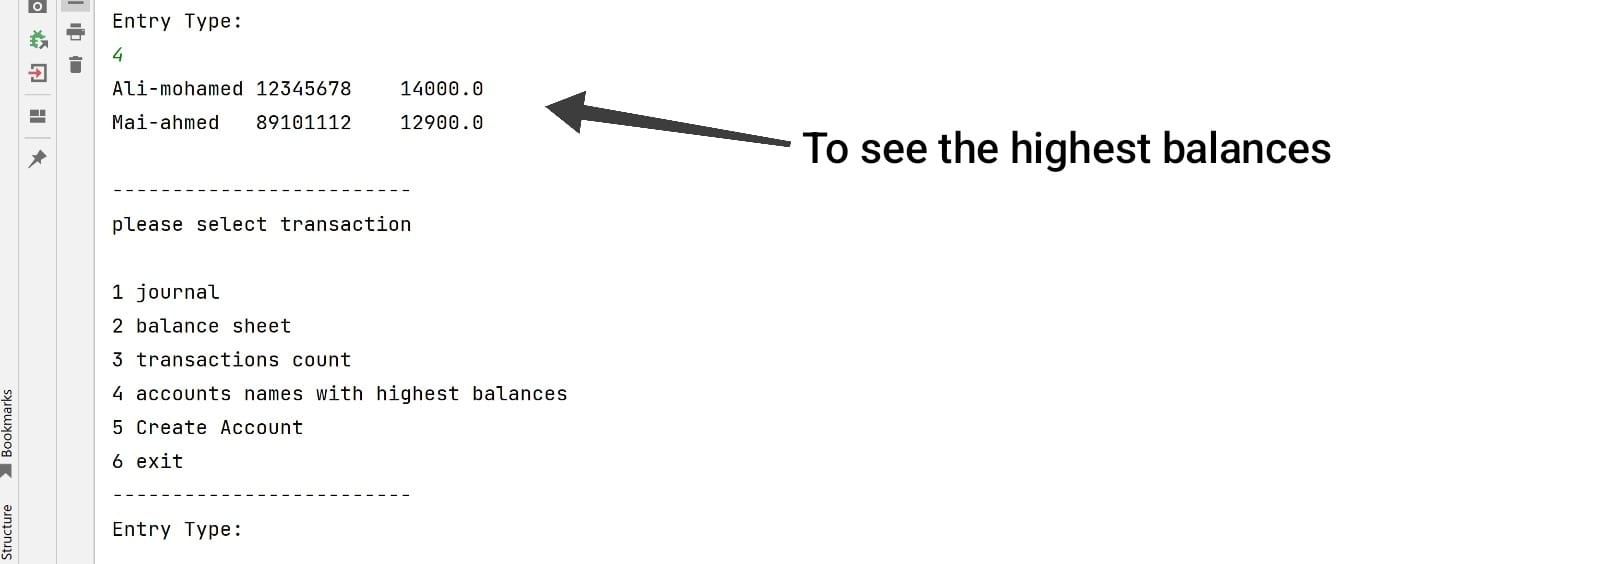 Entry Type:
4
Ali-mohamed 12345678    14000.0
Mai-ahmed   89101112    12900.0
To see the highest balances
-------------------------
please select transaction
1 journal
2 balance sheet
3 transactions count
4 accounts names with highest balances
5 Create Account
6 exit
-------------------------
Entry Type:
Bookmarks
Structure